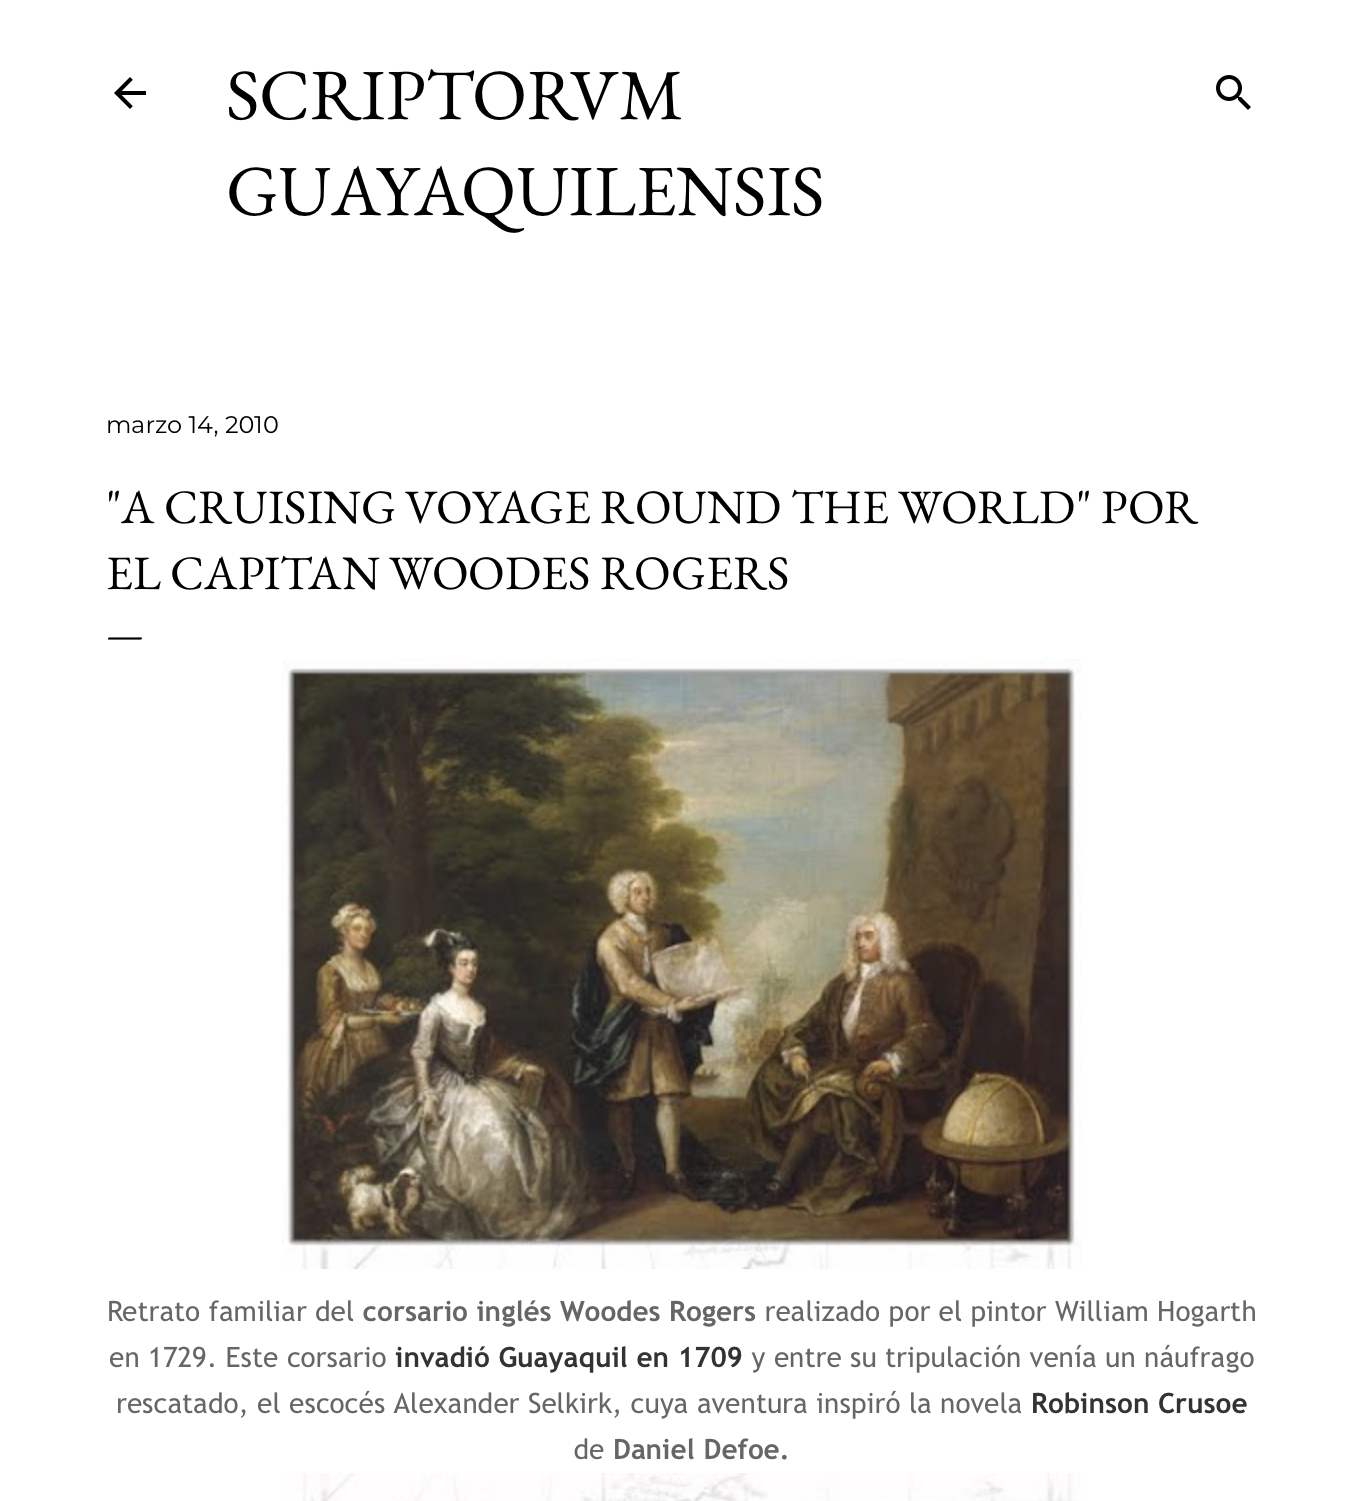 SCRIPTORVM
GUAYAQUILENSIS
marzo 14, 2010
"A CRUISING VOYAGE ROUND THE WORLD" POR
EL CAPITAN WOODES ROGERS
Retrato familiar del corsario inglés Woodes Rogers realizado por el pintor William Hogarth
en 1729. Este corsario invadió Guayaquil en 1709 y entre su tripulación venía un náufrago
rescatado, el escocés Alexander Selkirk, cuya aventura inspiró la novela Robinson Crusoe
de Daniel Defoe.